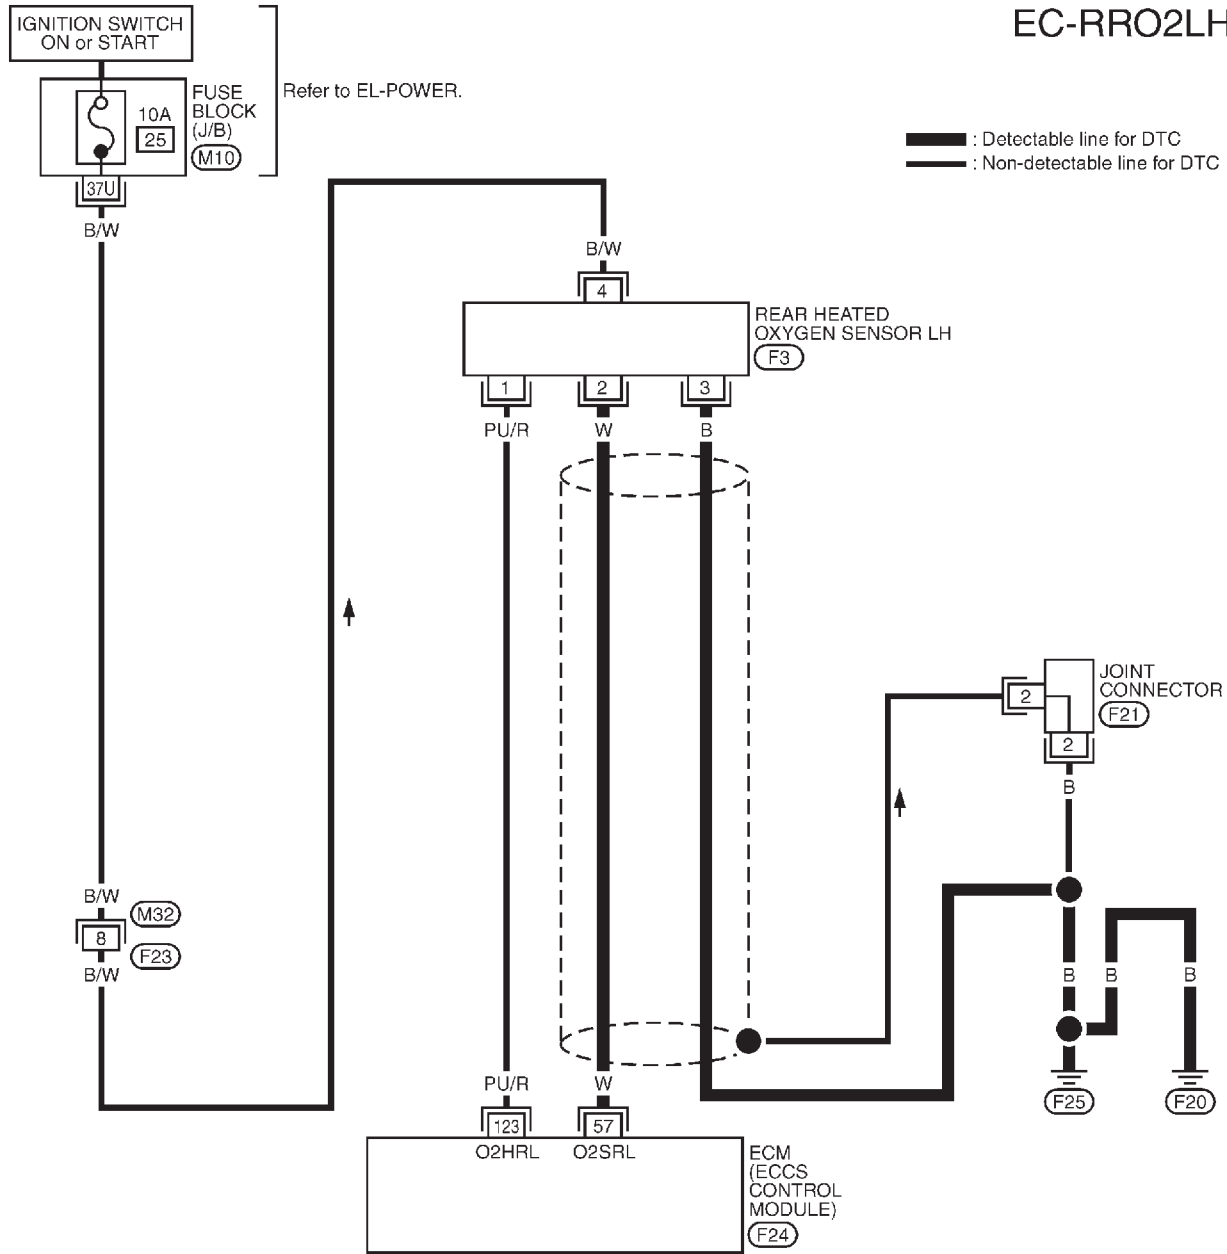 EC-RRO2LH
IGNITION SWITCH
ON or START
FUSE
BLOCK
(J/B)
M10
10A
25
Refer to EL-POWER.
: Detectable line for DTC
: Non-detectable line for DTC
37U
B/W
B/W
4
REAR HEATED
OXYGEN SENSOR LH
F3
1
2
3
PU/R
W
B
JOINT
CONNECTOR
F21
2
2
B
B/W
M32
8
F23
B/W
B
B
B
PU/R
W
F25
F20
123
57
O2HRL
O2SRL
ECM
(ECCS
CONTROL
MODULE)
F24